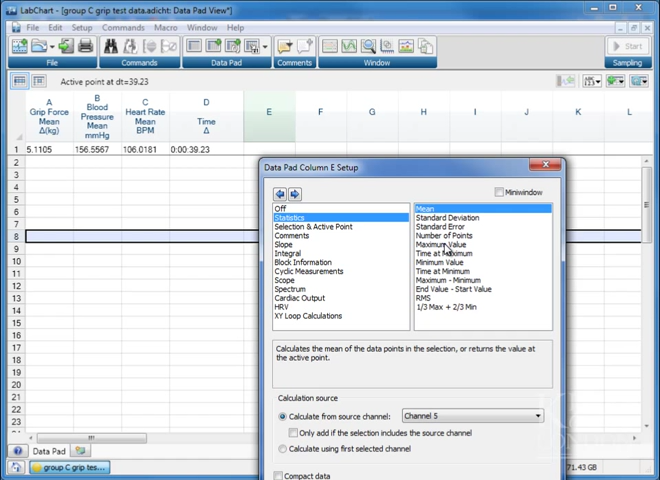 LabChart - [group C grip test data.adicht: Data Pad View*]
File Edit Setup Commands Macro Window Help
Start
File Commands Data Pad Comments Window Sampling
Active point at dt=39.23
A B C D E F G H I J K L
Grip Force Mean Δ(kg)
Blood Pressure Mean mmHg
Heart Rate Mean BPM
Time Δ
1 5.1105 156.5567 106.0181 0:00:39.23
2
3
4
5
6
7
8
9
10
11
12
13
14
15
16
17
18
19
20
21
22
23
Data Pad Column E Setup
Miniwindow
Off
Statistics
Selection & Active Point
Comments
Slope
Integral
Block Information
Cyclic Measurements
Scope
Spectrum
Cardiac Output
HRV
XY Loop Calculations
Mean
Standard Deviation
Standard Error
Number of Points
Maximum Value
Time at Maximum
Minimum Value
Time at Minimum
Maximum - Minimum
End Value - Start Value
RMS
1/3 Max + 2/3 Min
Calculates the mean of the data points in the selection, or returns the value at
the active point.
Calculation source
Calculate from source channel: Channel 5
Only add if the selection includes the source channel
Calculate using first selected channel
Compact data
Data Pad
group C grip tes...
71.43 GB